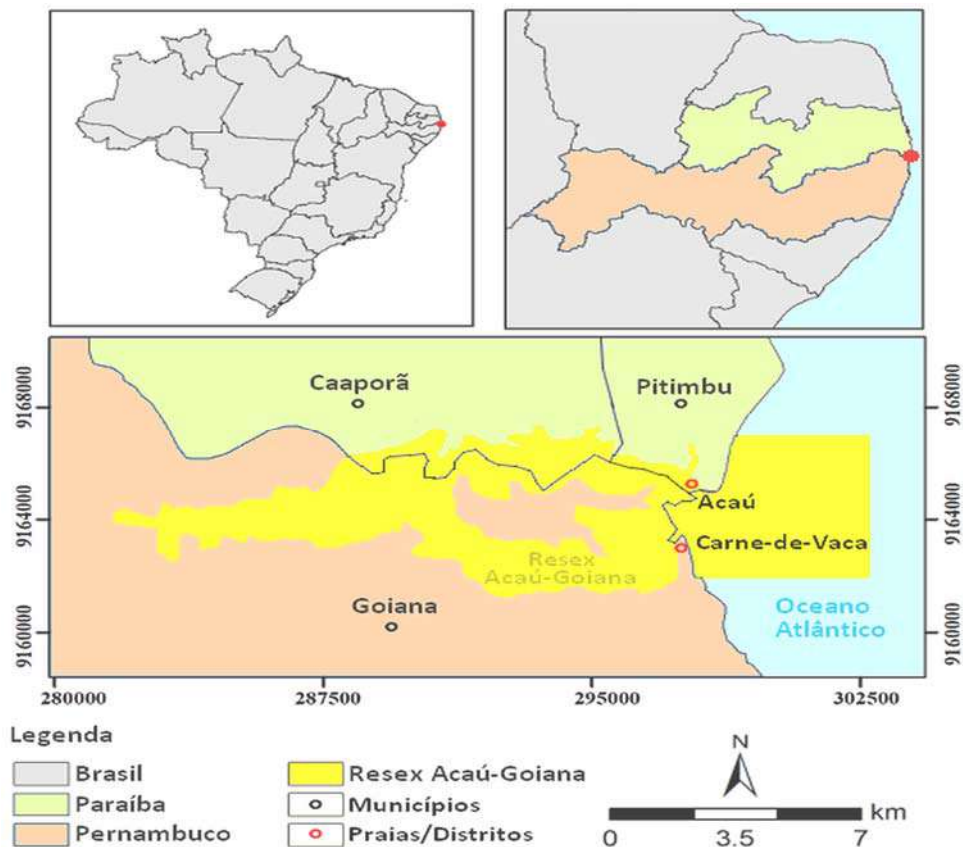 Caaporã
Pitimbu
Acaú
Carne-de-Vaca
Resex
Acaú-Goiana
Goiana
Oceano
Atlântico
9168000
9164000
9160000
9168000
9164000
9160000
280000
287500
295000
302500
Legenda
Brasil
Paraíba
Pernambuco
Resex Acaú-Goiana
Municípios
Praias/Distritos
N
km
0
3.5
7